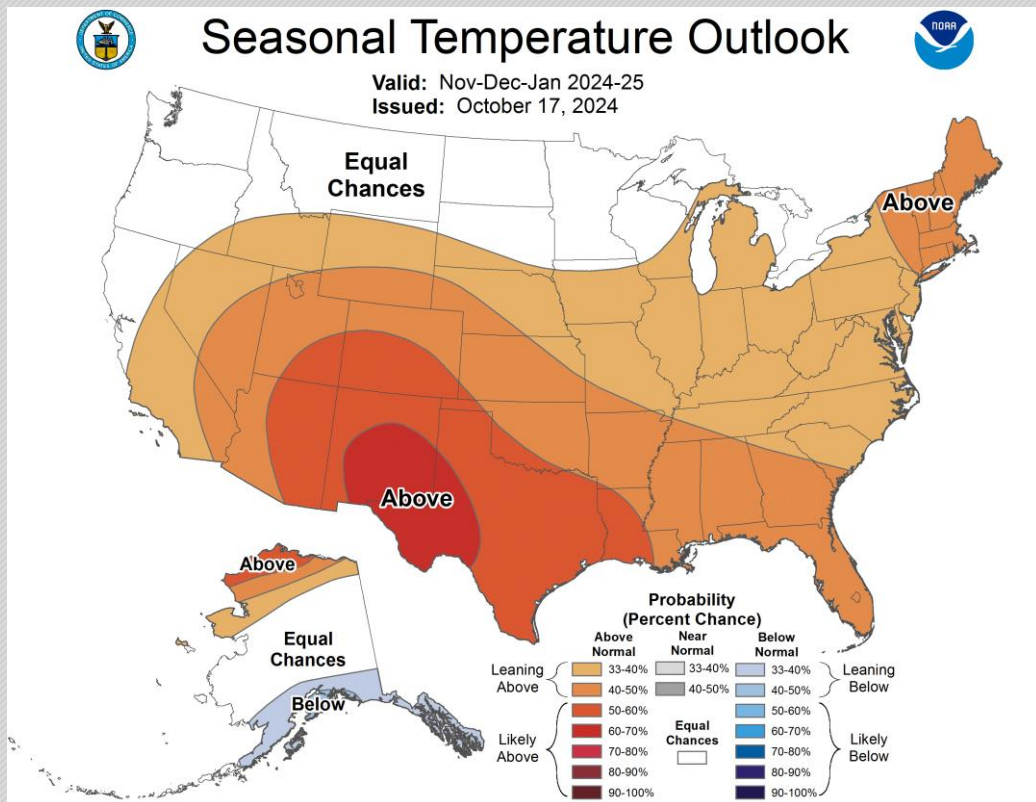 Seasonal Temperature Outlook
NOAA
Valid: Nov-Dec-Jan 2024-25
Issued: October 17, 2024
Equal
Chances
Above
Above
Above
Equal
Chances
Below
Probability
(Percent Chance)
Above
Normal
Near
Normal
Below
Normal
Leaning
Above
33-40%
33-40%
33-40%
Leaning
Below
40-50%
40-50%
40-50%
Likely
Above
50-60%
60-70%
70-80%
80-90%
90-100%
Equal
Chances
50-60%
60-70%
70-80%
80-90%
90-100%
Likely
Below